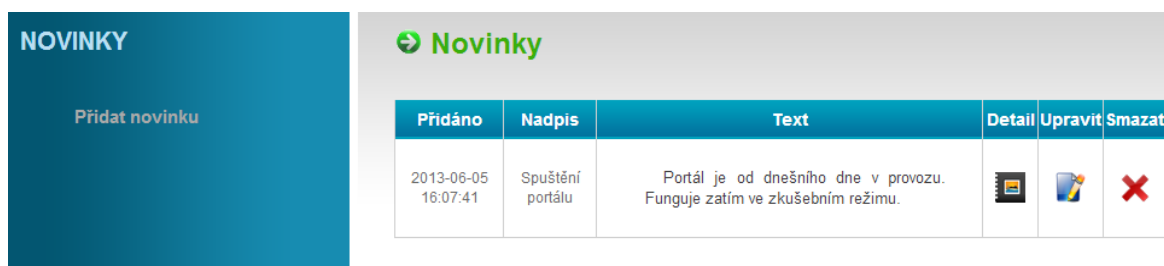 NOVINKY
Přidat novinku
Novinky
Přidáno Nadpis Text Detail Upravit Smazat
2013-06-05
16:07:41
Spuštění
portálu
Portál je od dnešního dne v provozu.
Funguje zatím ve zkušebním režimu.